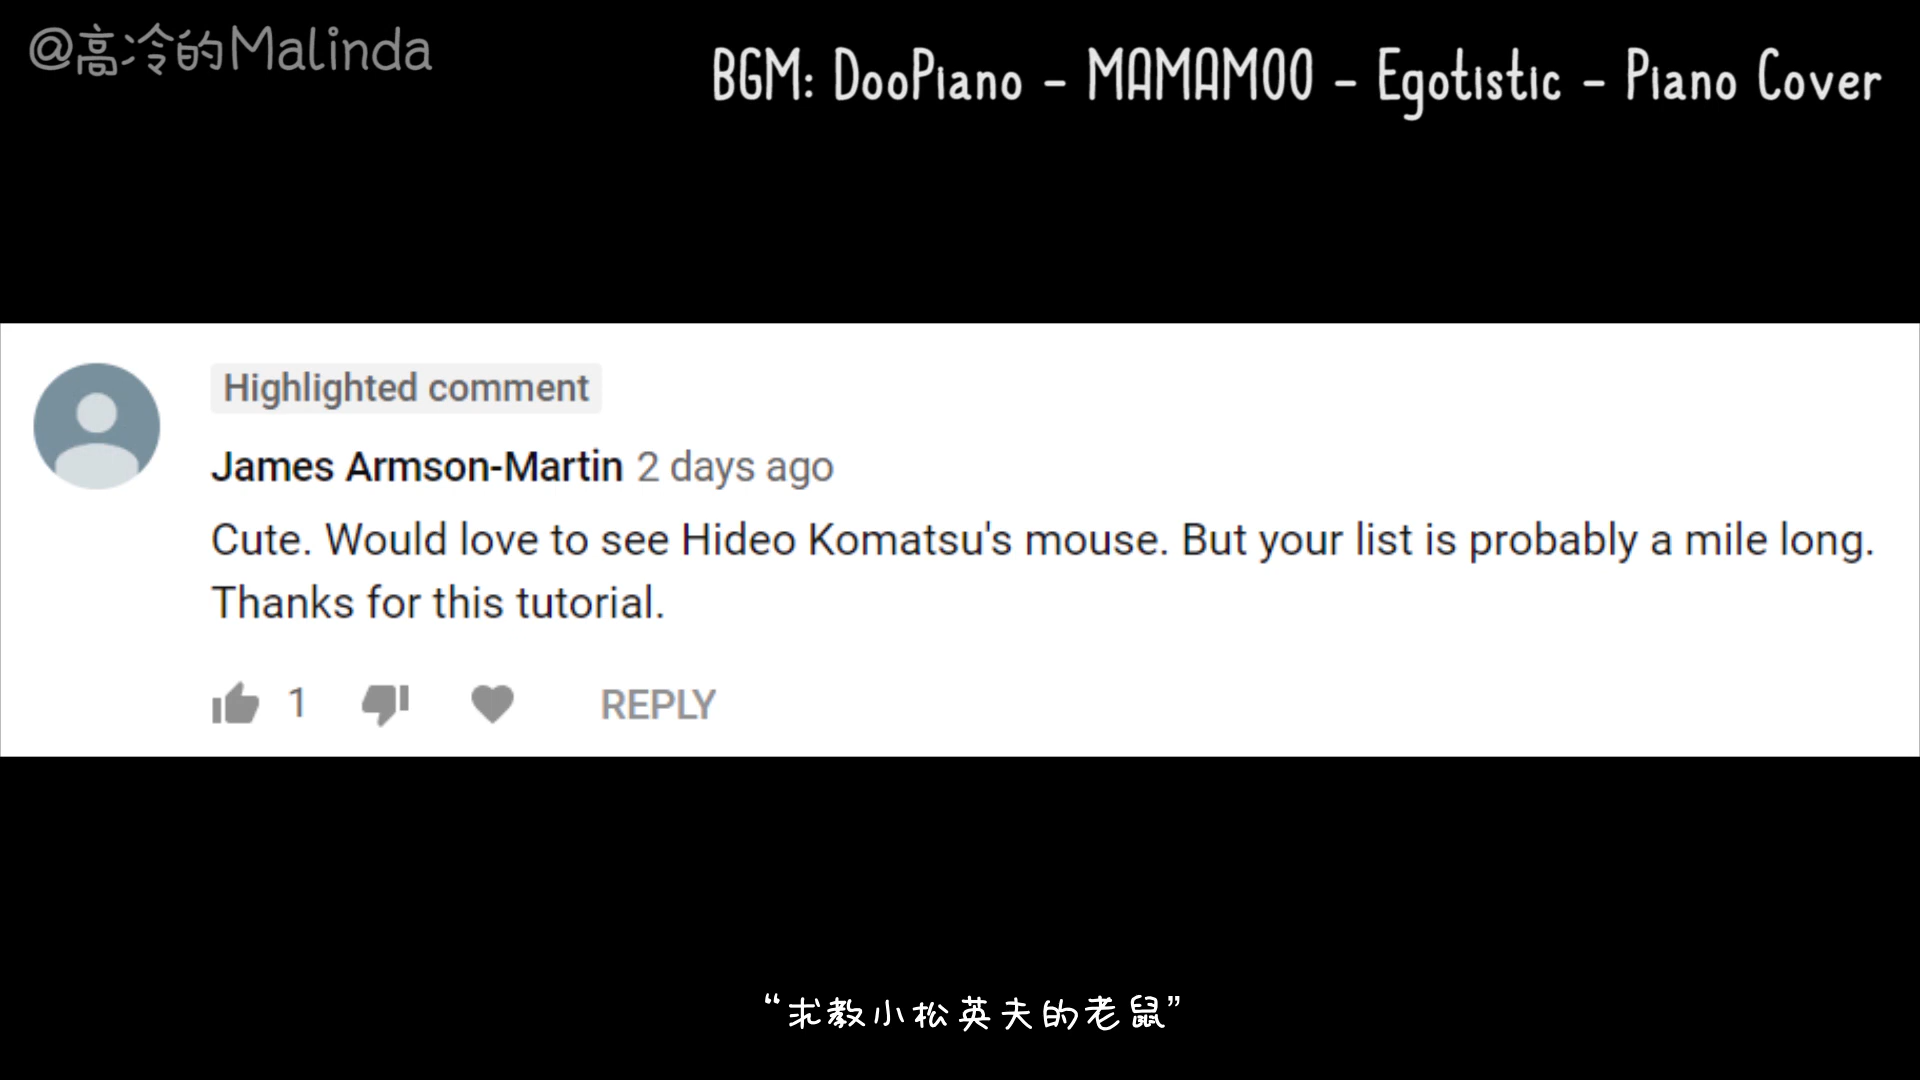 @高冷的Malinda
BGM: DooPiano - MAMAMOO - Egotistic - Piano Cover
Highlighted comment
James Armson-Martin 2 days ago
Cute. Would love to see Hideo Komatsu's mouse. But your list is probably a mile long.
Thanks for this tutorial.
1 REPLY
“求教小松英夫的老鼠”